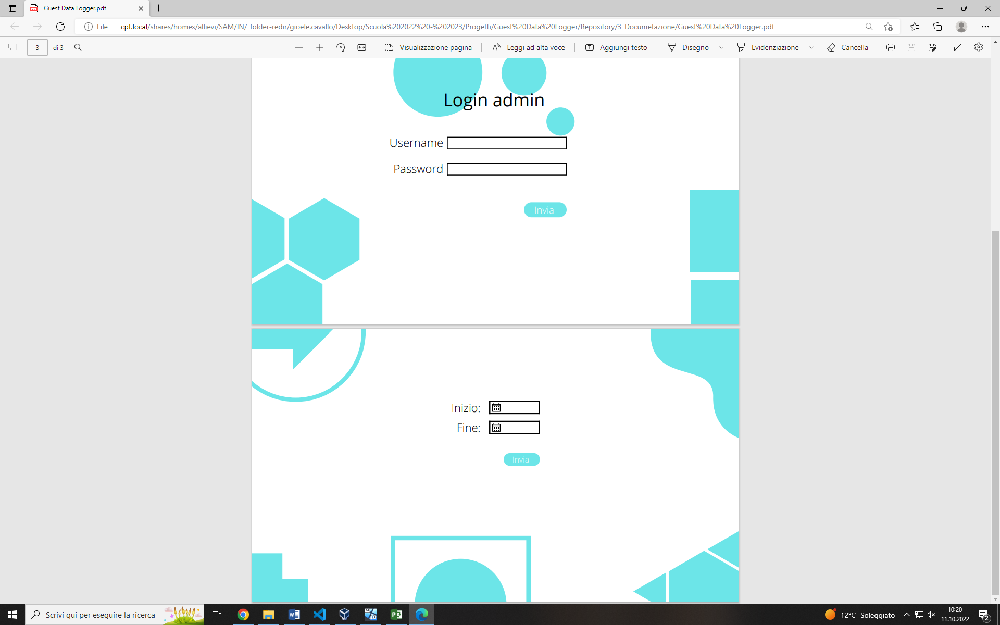 Guest Data Logger.pdf
File
cpt.local/shares/homes/allievi/SAM/IN/_folder-redir/gioele.cavallo/Desktop/Scuola%202022%20-%202023/Progetti/Guest%20Data%20Logger/Repository/3_Documetazione/Guest%20Data%20Logger.pdf
3 di 3 Visualizzazione pagina Leggi ad alta voce Aggiungi testo Disegno Evidenziazione Cancella
Login admin
Username
Password
Invia
Inizio:
Fine:
Invia
Scrivi qui per eseguire la ricerca
12°C Soleggiato
10:20
11.10.2022
2